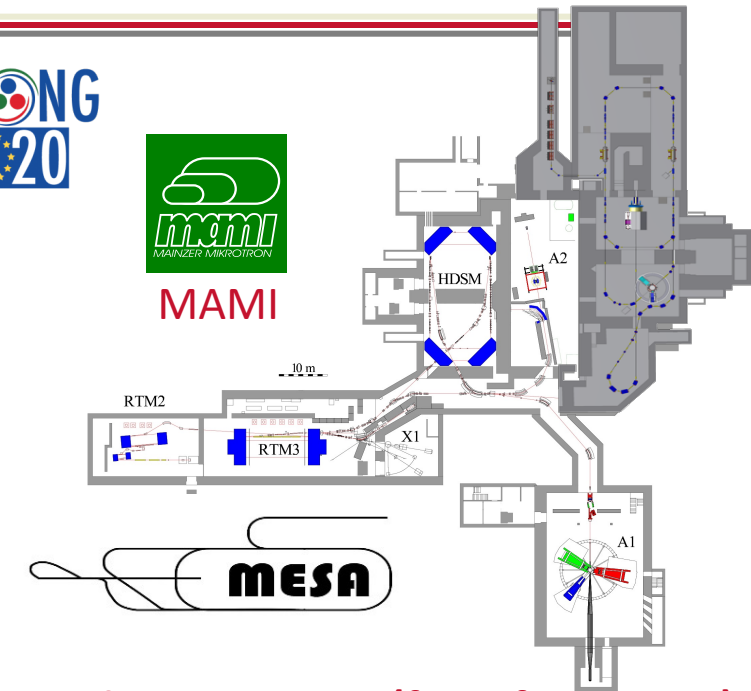 NG
20
mami
MAINZER MIKROTRON
MAMI
A2
HDSM
10 m
RTM2
RTM3
X1
A1
MESA